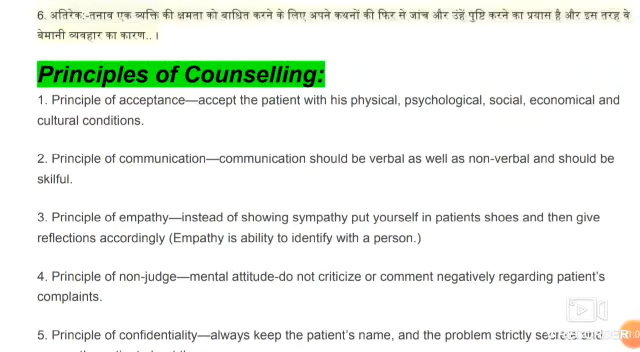 6. अतिरेक:-तनाव एक व्यक्ति की क्षमता को बाधित करने के लिए अपने कथनों की फिर से जांच और उंहें पुष्टि करने का प्रयास है और इस तरह वे
बेमानी व्यवहार का कारण.. ।
Principles of Counselling:
1. Principle of acceptance—accept the patient with his physical, psychological, social, economical and
cultural conditions.
2. Principle of communication—communication should be verbal as well as non-verbal and should be
skilful.
3. Principle of empathy—instead of showing sympathy put yourself in patients shoes and then give
reflections accordingly (Empathy is ability to identify with a person.)
4. Principle of non-judge—mental attitude-do not criticize or comment negatively regarding patient's
complaints.
5. Principle of confidentiality—always keep the patient's name, and the problem strictly